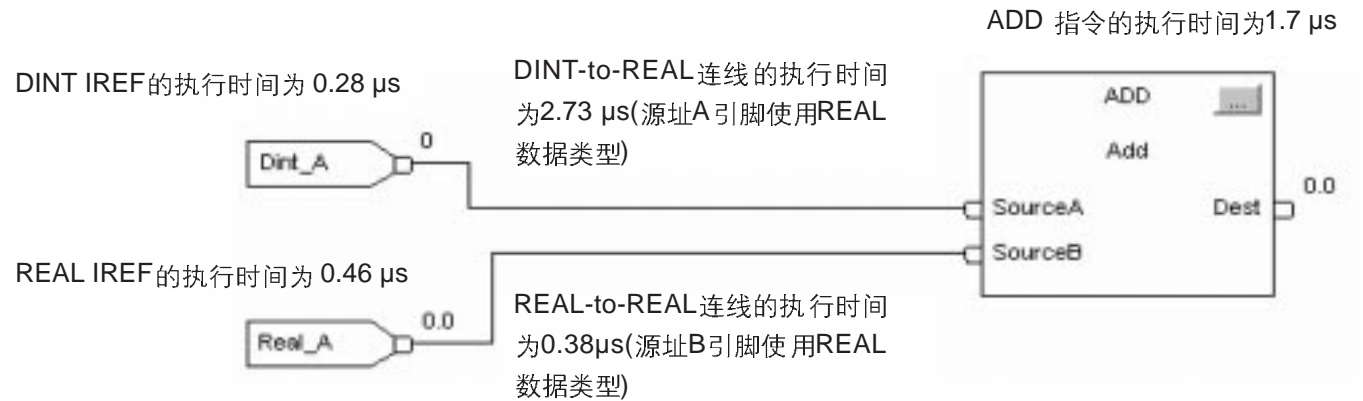 ADD 指令的执行时间为1.7 µs
DINT IREF的执行时间为 0.28 µs
DINT-to-REAL连线的执行时间
为2.73 µs(源址A引脚使用REAL
数据类型)
ADD
...
Add
0
Dint_A
0.0
SourceA
Dest
SourceB
REAL IREF的执行时间为 0.46 µs
REAL-to-REAL连线的执行时间
为0.38µs(源址B引脚使用REAL
数据类型)
0.0
Real_A